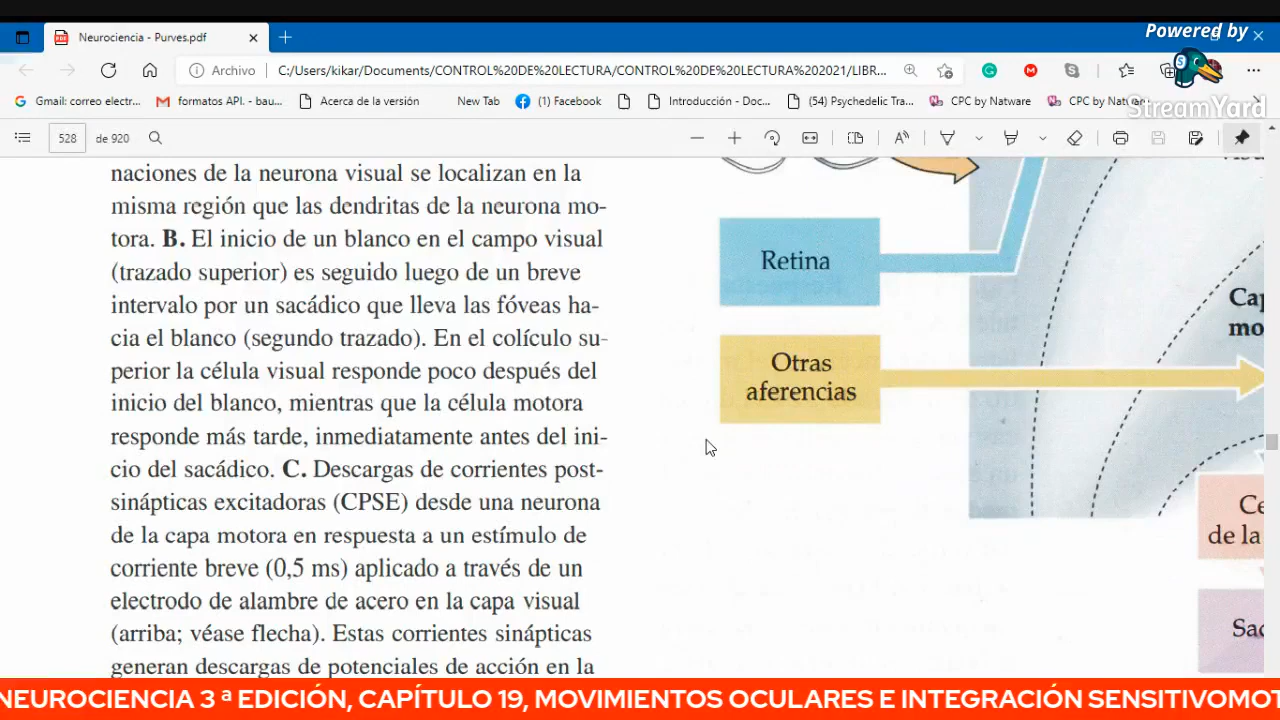 Powered by
Neurociencia - Purves.pdf
Archivo
C:/Users/kikar/Documents/CONTROL%20DE%20LECTURA/CONTROL%20DE%20LECTURA%202021/LIBR...
StreamYard
Gmail: correo electr...
formatos API. - bau...
Acerca de la versión
New Tab
(1) Facebook
Introducción - Doc...
(54) Psychedelic Tra...
CPC by Natware
CPC by Natware
528
de 920
naciones de la neurona visual se localizan en la
misma región que las dendritas de la neurona mo-
tora. B. El inicio de un blanco en el campo visual
(trazado superior) es seguido luego de un breve
intervalo por un sacádico que lleva las fóveas ha-
cia el blanco (segundo trazado). En el colículo su-
perior la célula visual responde poco después del
inicio del blanco, mientras que la célula motora
responde más tarde, inmediatamente antes del ini-
cio del sacádico. C. Descargas de corrientes post-
sinápticas excitadoras (CPSE) desde una neurona
de la capa motora en respuesta a un estímulo de
corriente breve (0,5 ms) aplicado a través de un
electrodo de alambre de acero en la capa visual
(arriba; véase flecha). Estas corrientes sinápticas
generan descargas de potenciales de acción en la
Retina
Otras
aferencias
Cap
mo
Ce
de la
Sac
NEUROCIENCIA 3 ª EDICIÓN, CAPÍTULO 19, MOVIMIENTOS OCULARES E INTEGRACIÓN SENSITIVOMOT